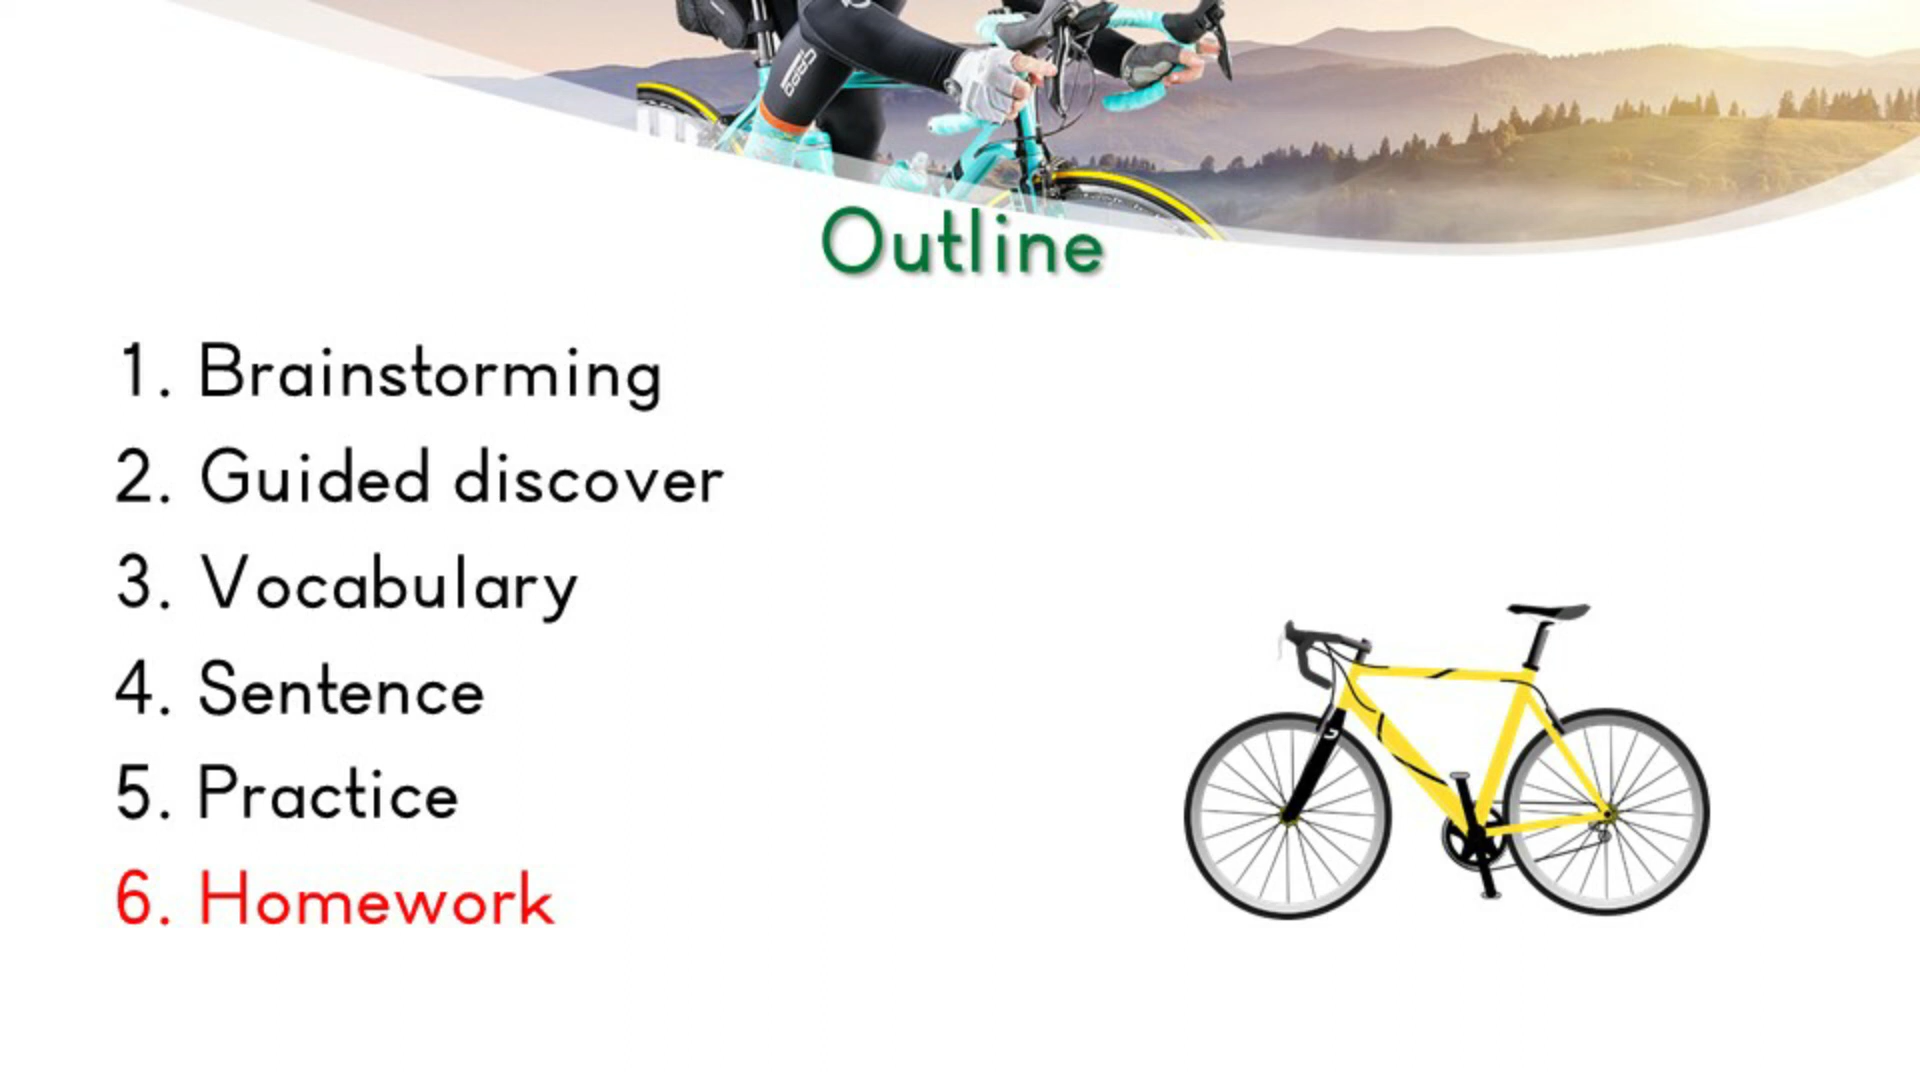 Outline
1. Brainstorming
2. Guided discover
3. Vocabulary
4. Sentence
5. Practice
6. Homework